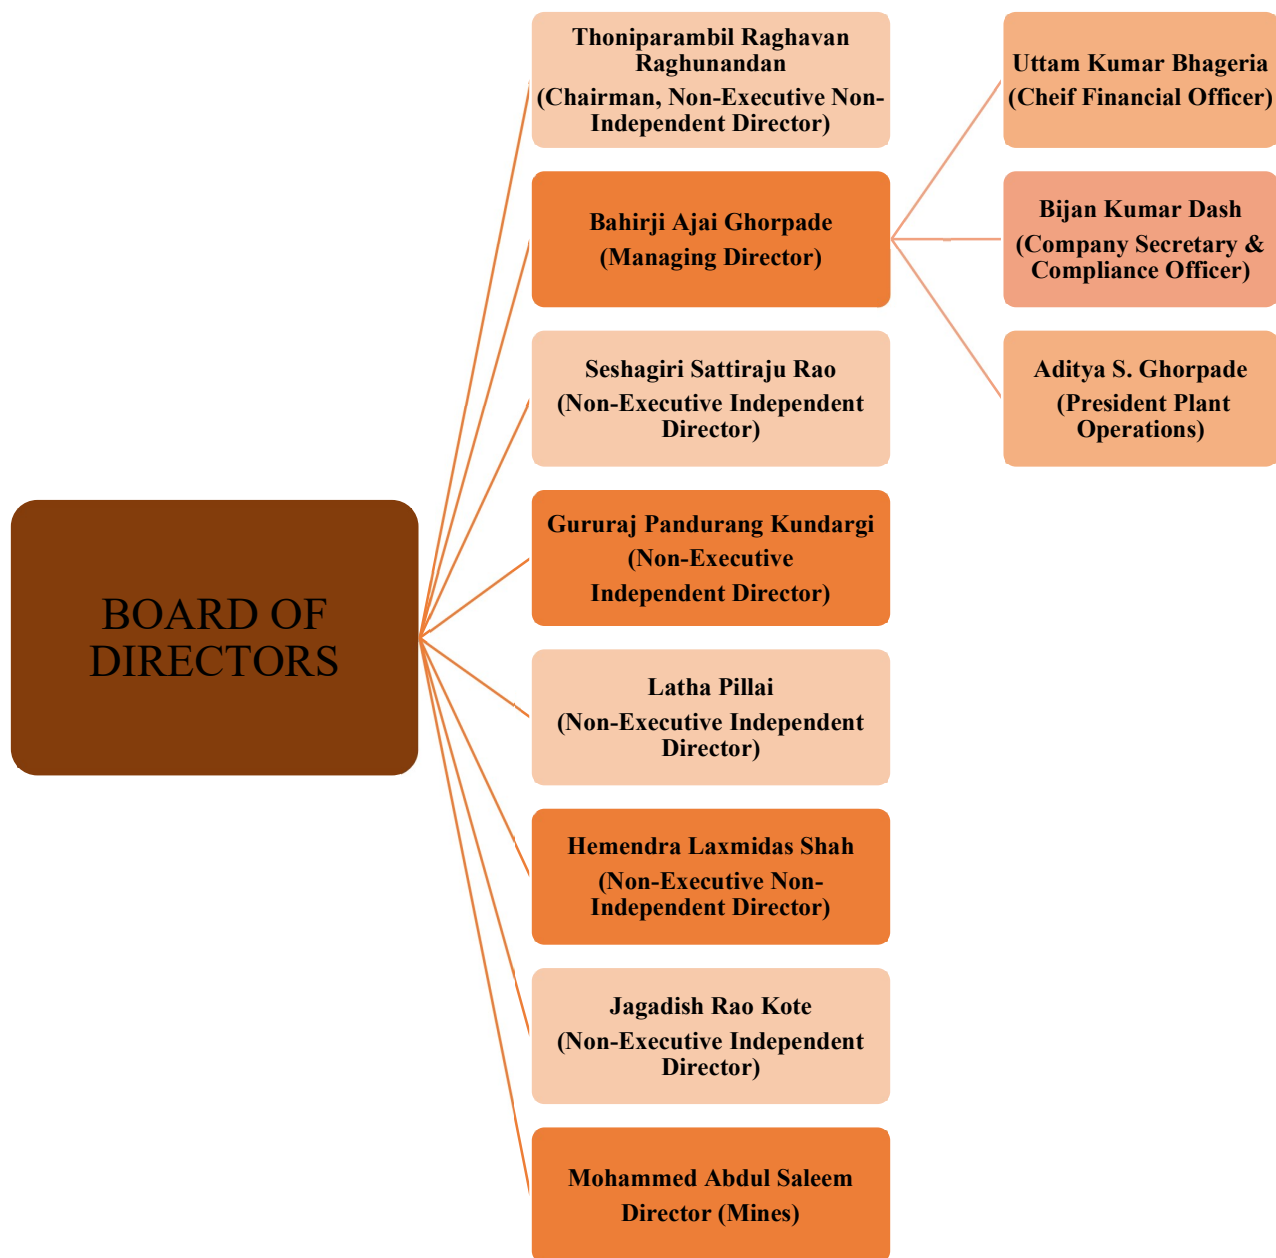 BOARD OF
DIRECTORS
Thoniparambil Raghavan
Raghunandan
(Chairman, Non-Executive Non-
Independent Director)
Bahirji Ajai Ghorpade
(Managing Director)
Uttam Kumar Bhageria
(Cheif Financial Officer)
Bijan Kumar Dash
(Company Secretary &
Compliance Officer)
Aditya S. Ghorpade
(President Plant
Operations)
Seshagiri Sattiraju Rao
(Non-Executive Independent
Director)
Gururaj Pandurang Kundargi
(Non-Executive
Independent Director)
Latha Pillai
(Non-Executive Independent
Director)
Hemendra Laxmidas Shah
(Non-Executive Non-
Independent Director)
Jagadish Rao Kote
(Non-Executive Independent
Director)
Mohammed Abdul Saleem
Director (Mines)